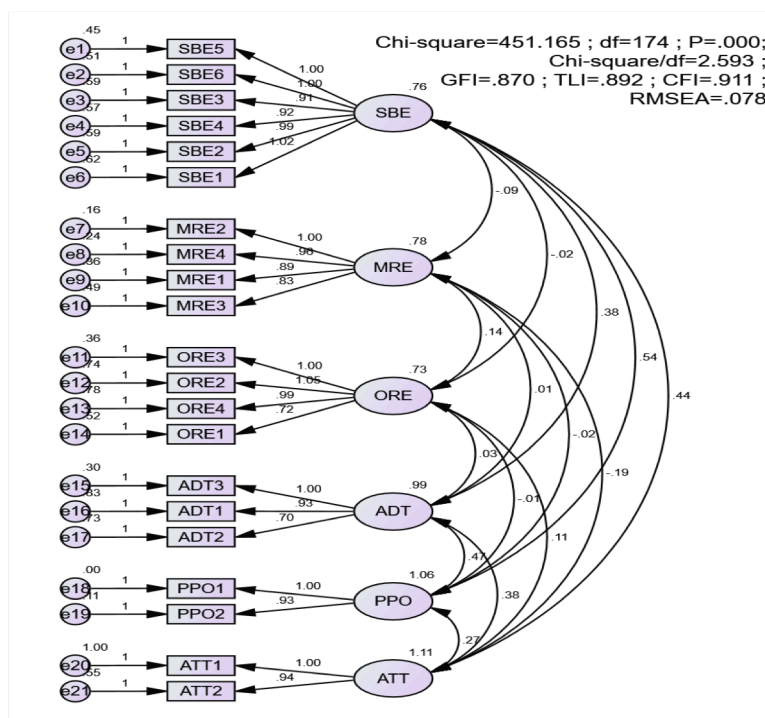 Chi-square=451.165 ; df=174 ; P=.000;
Chi-square/df=2.593 ;
GFI=.870 ; TLI=.892 ; CFI=.911 ;
RMSEA=.078
.45
e1 1 SBE5 1.00
.51
e2 1 SBE6 1.00
.59
e3 1 SBE3 .91
.57
e4 1 SBE4 .92
.59
e5 1 SBE2 .99
.62
e6 1 SBE1 1.02
.76
SBE
-.09
-.02
.38
.54
.44
.16
e7 1 MRE2 1.00
.24
e8 1 MRE4 .96
.36
e9 1 MRE1 .89
.49
e10 1 MRE3 .83
.78
MRE
.14
.01
-.02
-.19
.36
e11 1 ORE3 1.00
.74
e12 1 ORE2 1.05
.78
e13 1 ORE4 .99
.52
e14 1 ORE1 .72
.73
ORE
.03
-.01
.11
.30
e15 1 ADT3 1.00
.83
e16 1 ADT1 .93
.73
e17 1 ADT2 .70
.99
ADT
.47
.38
.00
e18 1 PPO1 1.00
.11
e19 1 PPO2 .93
1.06
PPO
.27
1.00
e20 1 ATT1 1.00
.55
e21 1 ATT2 .94
1.11
ATT